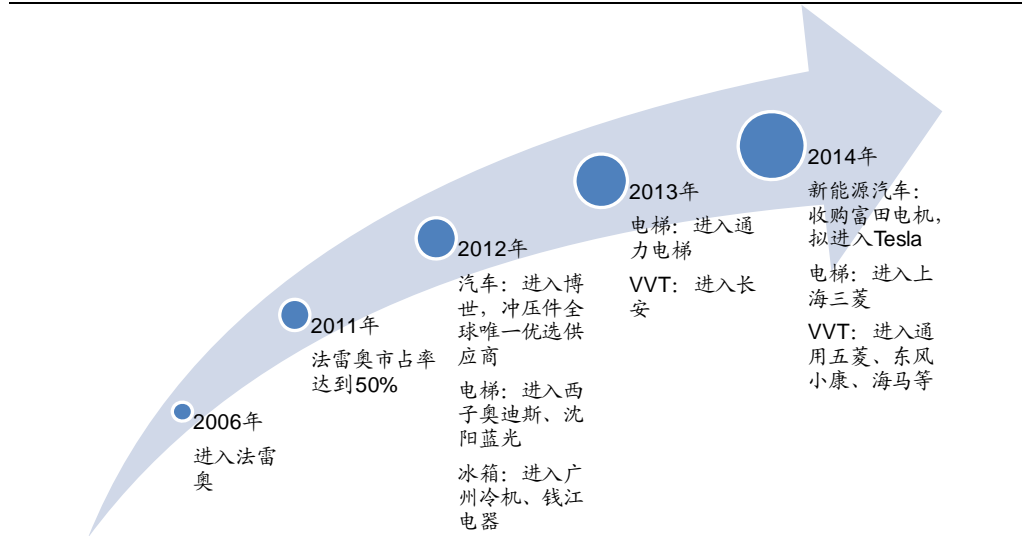 2006年
进入法雷
奥
2011年
法雷奥市占率
达到50%
2012年
汽车：进入博
世，冲压件全
球唯一优选供
应商
电梯：进入西
子奥迪斯、沈
阳蓝光
冰箱：进入广
州冷机、钱江
电器
2013年
电梯：进入通
力电梯
VVT：进入长
安
2014年
新能源汽车：
收购富田电机，
拟进入Tesla
电梯：进入上
海三菱
VVT：进入通
用五菱、东风
小康、海马等